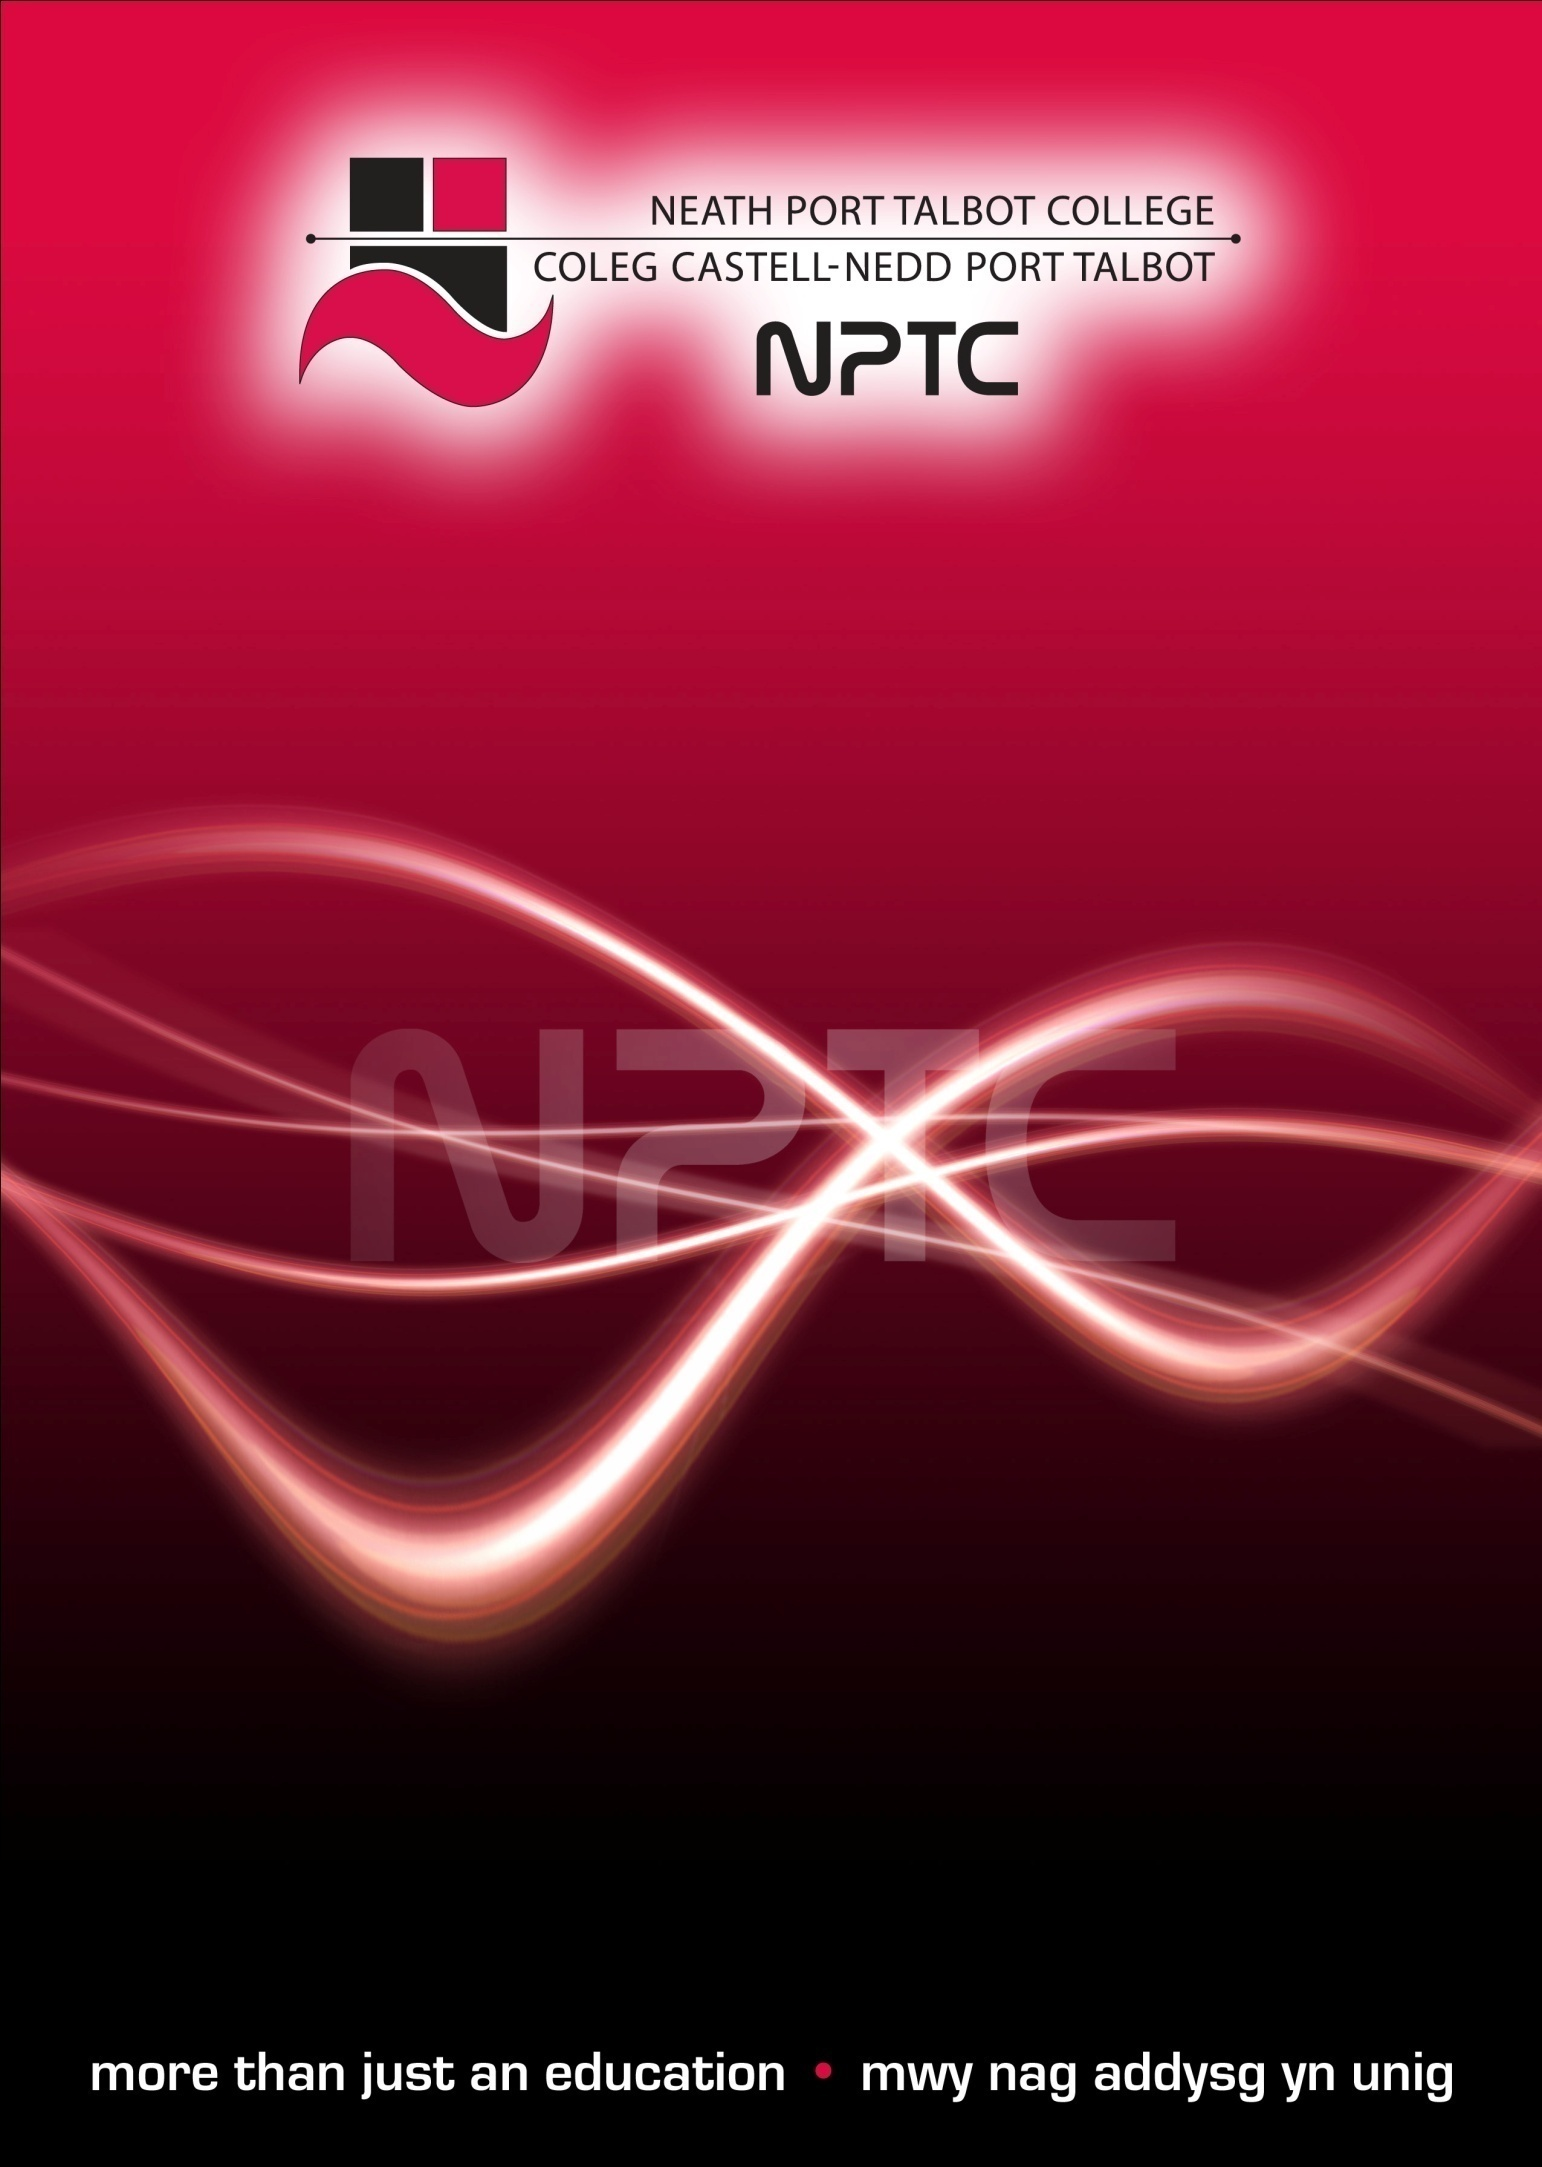 NEATH PORT TALBOT COLLEGE
COLEG CASTELL-NEDD PORT TALBOT
NPTC
NPTC
more than just an education • mwy nag addysg yn unig